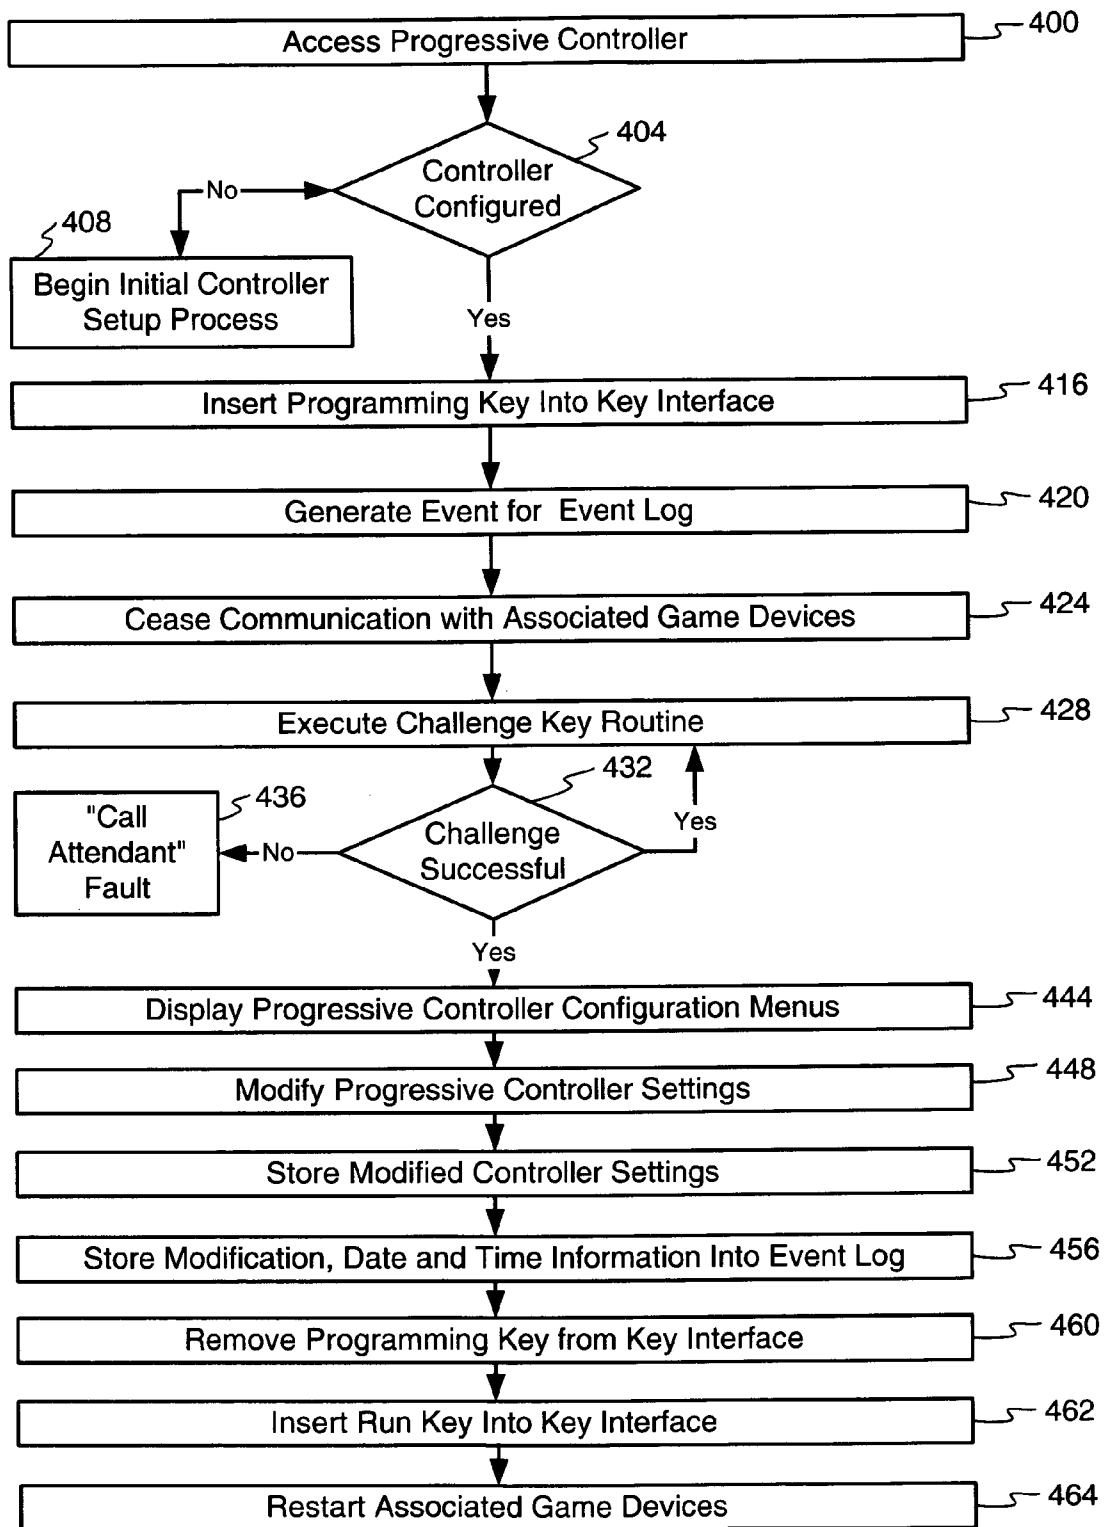 Access Progressive Controller
400
404
Controller
Configured
No
408
Begin Initial Controller
Setup Process
Yes
Insert Programming Key Into Key Interface
416
Generate Event for Event Log
420
Cease Communication with Associated Game Devices
424
Execute Challenge Key Routine
428
432
436
"Call
Attendant"
Fault
No
Challenge
Successful
Yes
Yes
Display Progressive Controller Configuration Menus
444
Modify Progressive Controller Settings
448
Store Modified Controller Settings
452
Store Modification, Date and Time Information Into Event Log
456
Remove Programming Key from Key Interface
460
Insert Run Key Into Key Interface
462
Restart Associated Game Devices
464